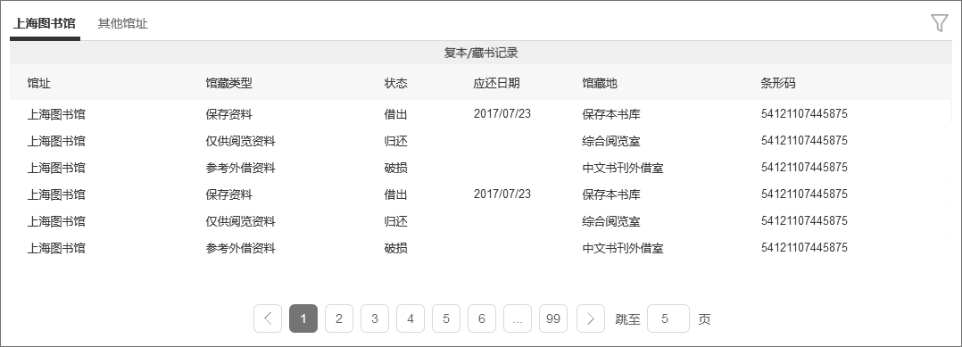 上海图书馆 其他馆址
复本/藏书记录
馆址 馆藏类型 状态 应还日期 馆藏地 条形码
上海图书馆 保存资料 借出 2017/07/23 保存本书库 54121107445875
上海图书馆 仅供阅览资料 归还 综合阅览室 54121107445875
上海图书馆 参考外借资料 破损 中文书刊外借室 54121107445875
上海图书馆 保存资料 借出 2017/07/23 保存本书库 54121107445875
上海图书馆 仅供阅览资料 归还 综合阅览室 54121107445875
上海图书馆 参考外借资料 破损 中文书刊外借室 54121107445875
1 2 3 4 5 6 ... 99 跳至 5 页